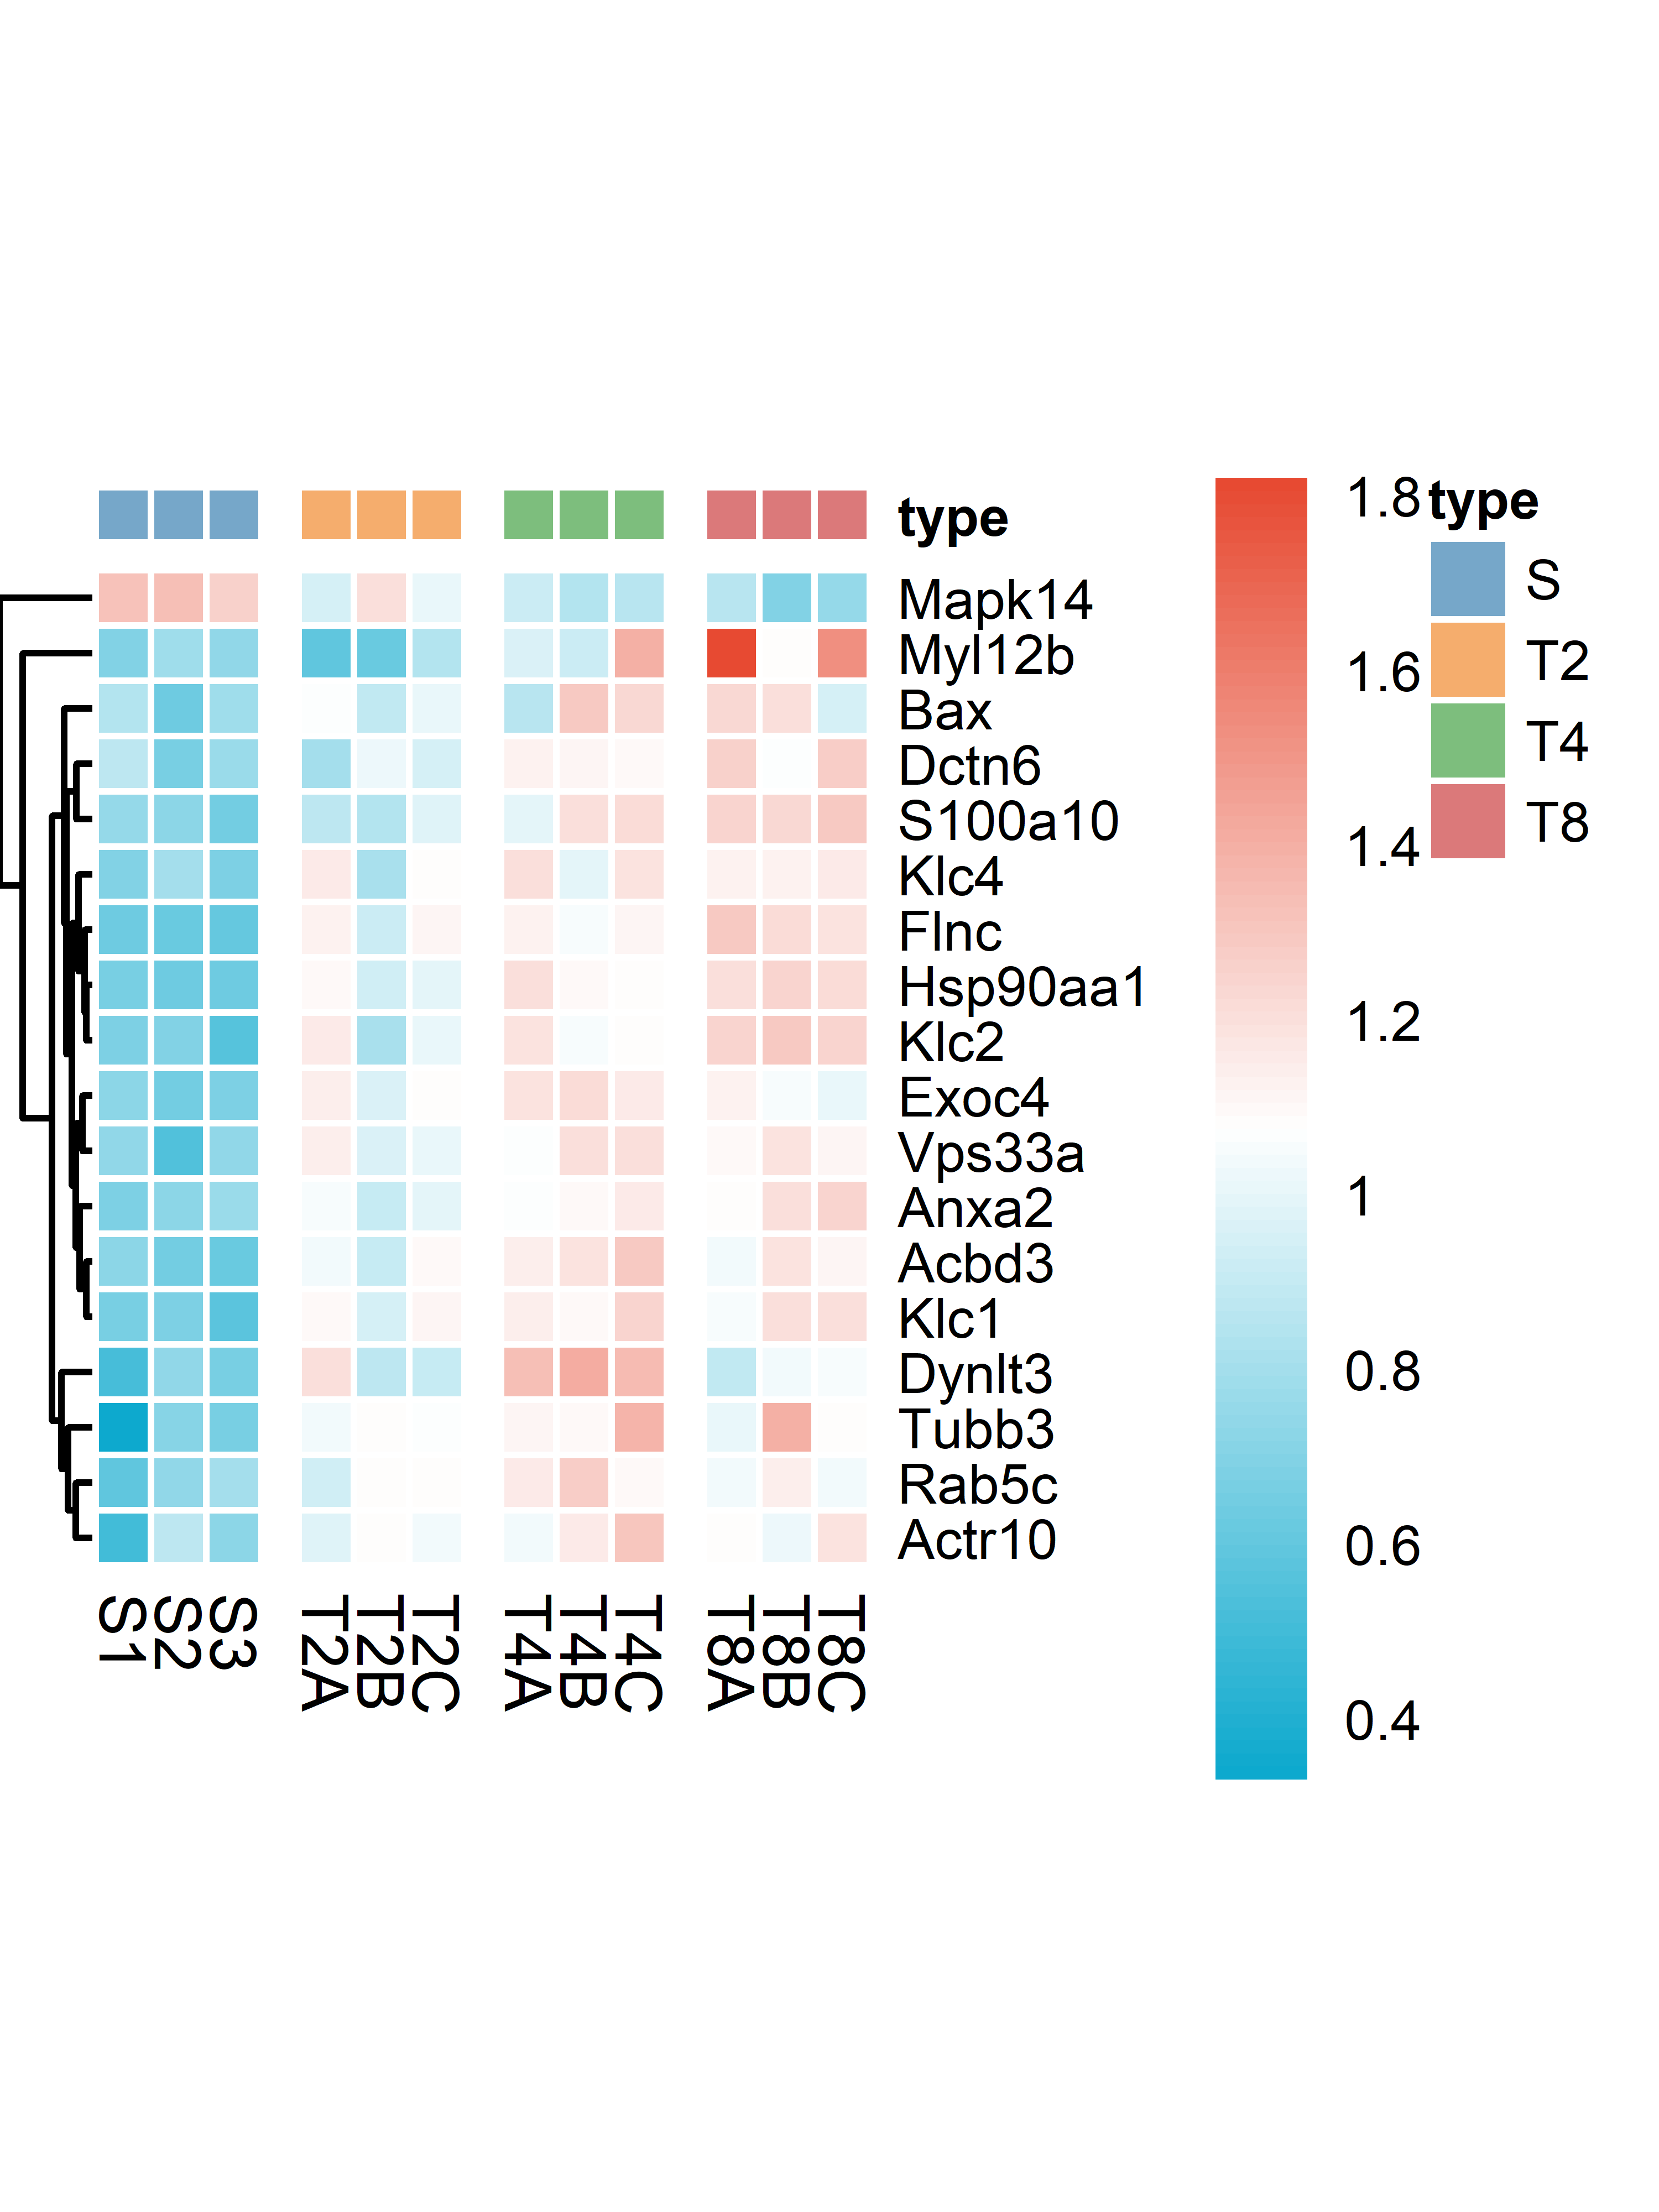 type
Mapk14
Myl12b
Bax
Dctn6
S100a10
Klc4
Flnc
Hsp90aa1
Klc2
Exoc4
Vps33a
Anxa2
Acbd3
Klc1
Dynlt3
Tubb3
Rab5c
Actr10
S1
S2
S3
T2A
T2B
T2C
T4A
T4B
T4C
T8A
T8B
T8C
1.8
1.6
1.4
1.2
1
0.8
0.6
0.4
type
S
T2
T4
T8